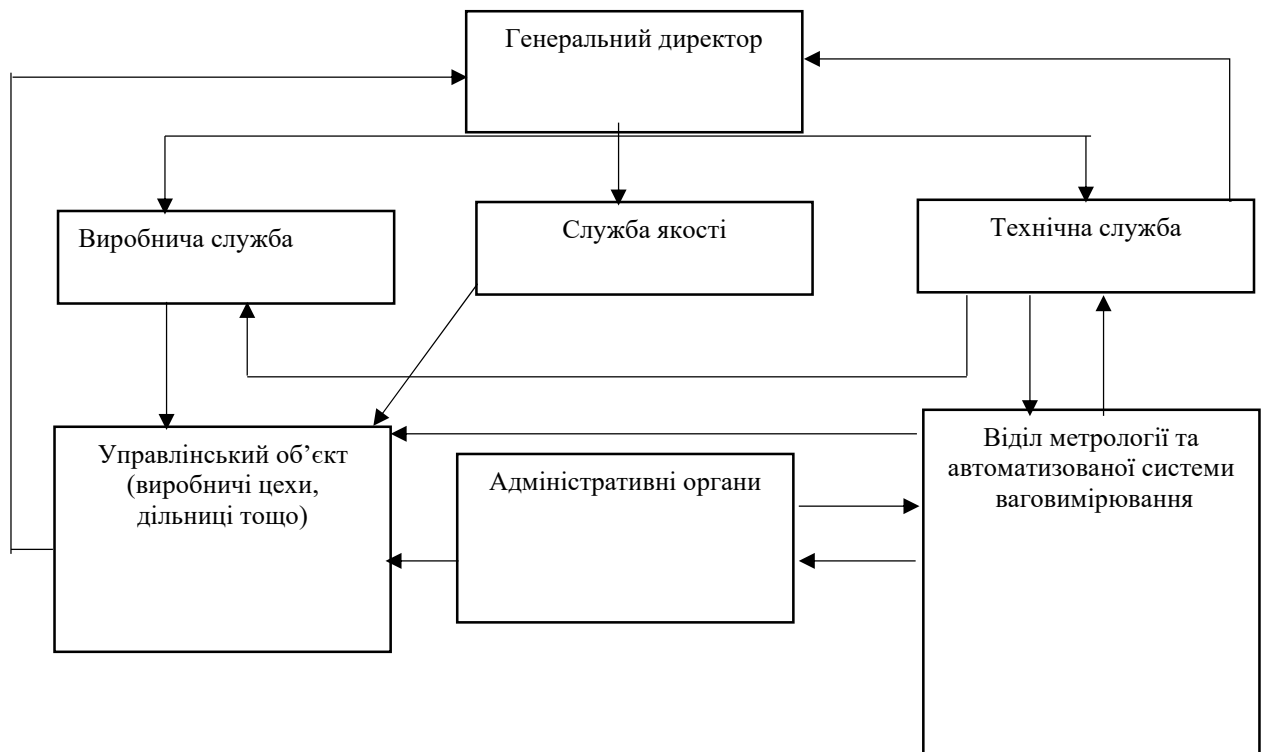 Генеральний директор
Виробнича служба
Служба якості
Технічна служба
Управлінський об’єкт
(виробничі цехи,
дільниці тощо)
Адміністративні органи
Віділ метрології та
автоматизованої системи
ваговимірювання